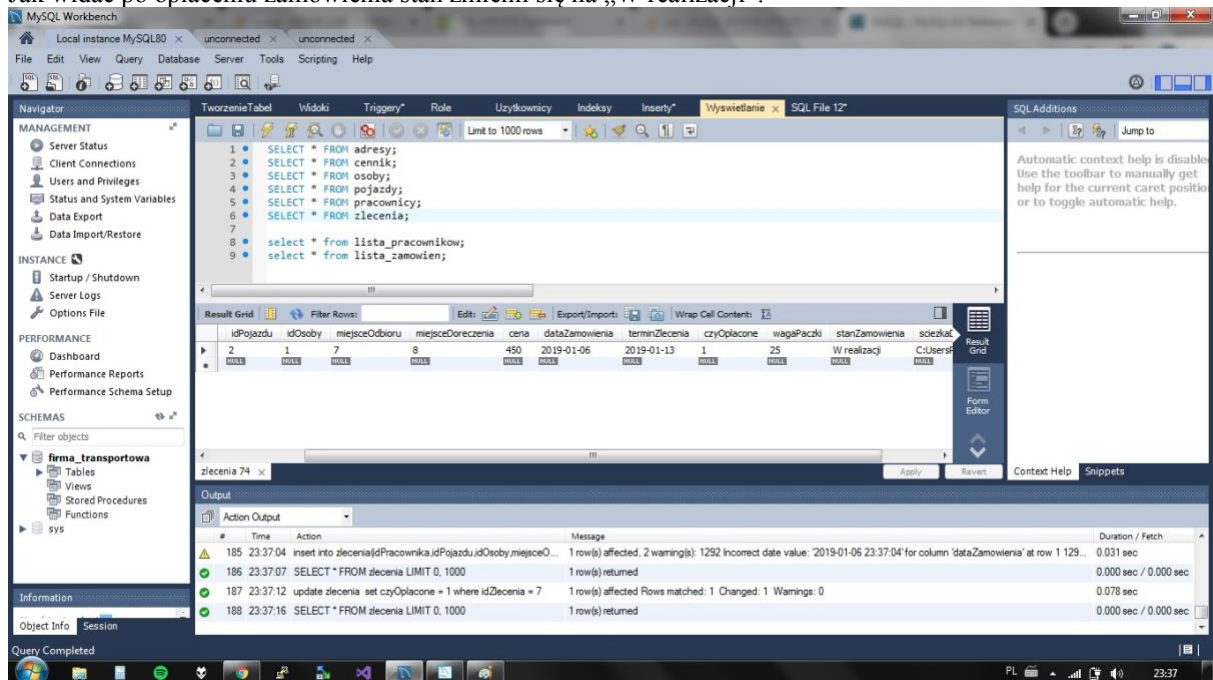 Jak widać po opłaceniu zamówienia stan zmienił się na „W realizacji”.
MySQL Workbench
Local instance MySQL80 × unconnected × unconnected ×
File Edit View Query Database Server Tools Scripting Help
Navigator
MANAGEMENT
Server Status
Client Connections
Users and Privileges
Status and System Variables
Data Export
Data Import/Restore
INSTANCE
Startup / Shutdown
Server Logs
Options File
PERFORMANCE
Dashboard
Performance Reports
Performance Schema Setup
SCHEMAS
Filter objects
firma_transportowa
Tables
Views
Stored Procedures
Functions
sys
Information
Object Info Session
TworzenieTabel Widoki Triggery* Role Uzytkownicy Indeksy Inserty* Wyswietlanie × SQL File 12*
Limit to 1000 rows
1 SELECT * FROM adresy;
2 SELECT * FROM cennik;
3 SELECT * FROM osoby;
4 SELECT * FROM pojazdy;
5 SELECT * FROM pracownicy;
6 SELECT * FROM zlecenia;
7
8 select * from lista_pracownikow;
9 select * from lista_zamowien;
Result Grid Filter Rows: Edit: Export/Import: Wrap Cell Content:
idPojazdu idOsoby miejsceOdbioru miejsceDoreczenia cena dataZamowienia terminZlecenia czyOplacone wagaPaczki stanZamowienia
2 1 7 8 450 2019-01-06 2019-01-13 1 25 W realizacji
NULL NULL NULL NULL NULL NULL NULL NULL NULL NULL NULL
Result Grid
Form Editor
zlecenia 74 × Apply Revert
SQL Additions
Jump to
Automatic context help is disable
Use the toolbar to manually get
help for the current caret positio
or to toggle automatic help.
Context Help Snippets
Output
Action Output
# Time Action Message Duration / Fetch
185 23:37:04 insert into zlecenia(idPracownika,idPojazdu,idOsoby,miejsceO... 1 row(s) affected, 2 warning(s): 1292 Incorrect date value: '2019-01-06 23:37:04' for column 'dataZamowienia' at row 1 129... 0.031 sec
186 23:37:07 SELECT * FROM zlecenia LIMIT 0, 1000 1 row(s) returned 0.000 sec / 0.000 sec
187 23:37:12 update zlecenia set czyOplacone = 1 where idZlecenia = 7 1 row(s) affected Rows matched: 1 Changed: 1 Warnings: 0 0.078 sec
188 23:37:16 SELECT * FROM zlecenia LIMIT 0, 1000 1 row(s) returned 0.000 sec / 0.000 sec
Query Completed
PL 23:37